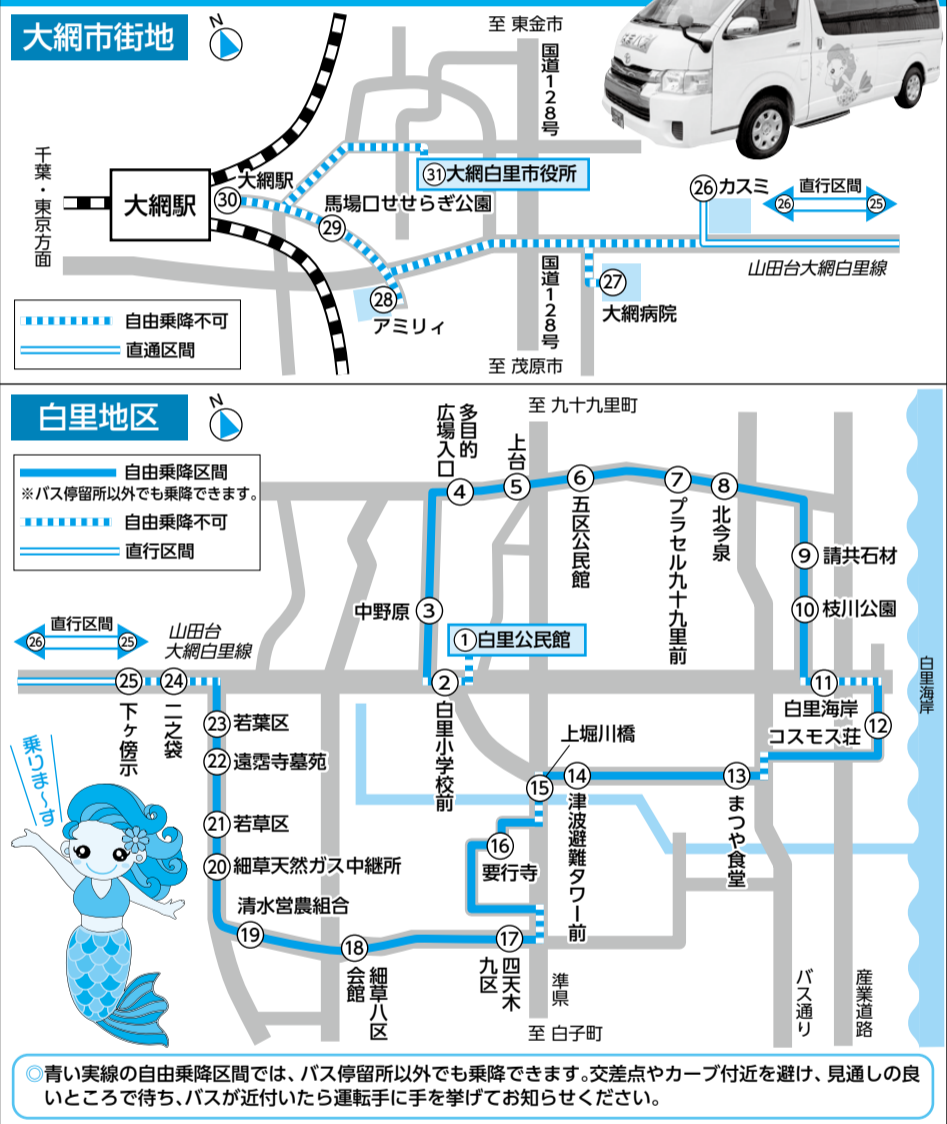 大網市街地
N
至 東金市
国道128号
千葉・東京方面
大網駅
㉚
大網駅
㉛大網白里市役所
馬場口せせらぎ公園
㉙
㉖カスミ
直行区間
㉖ ㉕
山田台大網白里線
㉘
アミリィ
㉗
大網病院
国道128号
至 茂原市
自由乗降不可
直通区間
白里地区
N
至 九十九里町
自由乗降区間
※バス停留所以外でも乗降できます。
自由乗降不可
直行区間
多目的
広場入口
④
上台
⑤
⑥
五区公民館
⑦
プラセル九十九里前
⑧
北今泉
⑨請共石材
⑩枝川公園
中野原③
①白里公民館
直行区間
㉖ ㉕
山田台
大網白里線
㉕
下ヶ傍示
㉔
二之袋
②
白里小学校前
⑪
白里海岸
白里海岸
コスモス荘
⑫
㉓若葉区
㉒遠霑寺墓苑
㉑若草区
⑳細草天然ガス中継所
清水営農組合
⑲
⑱
細草八区
会館
⑰
四天木
九区
⑯
要行寺
上堀川橋
⑮
⑭
津波避難タワー前
⑬
まつや食堂
準県
至 白子町
バス通り
産業道路
乗りま〜す
◎青い実線の自由乗降区間では、バス停留所以外でも乗降できます。交差点やカーブ付近を避け、見通しの良
いところで待ち、バスが近付いたら運転手に手を挙げてお知らせください。